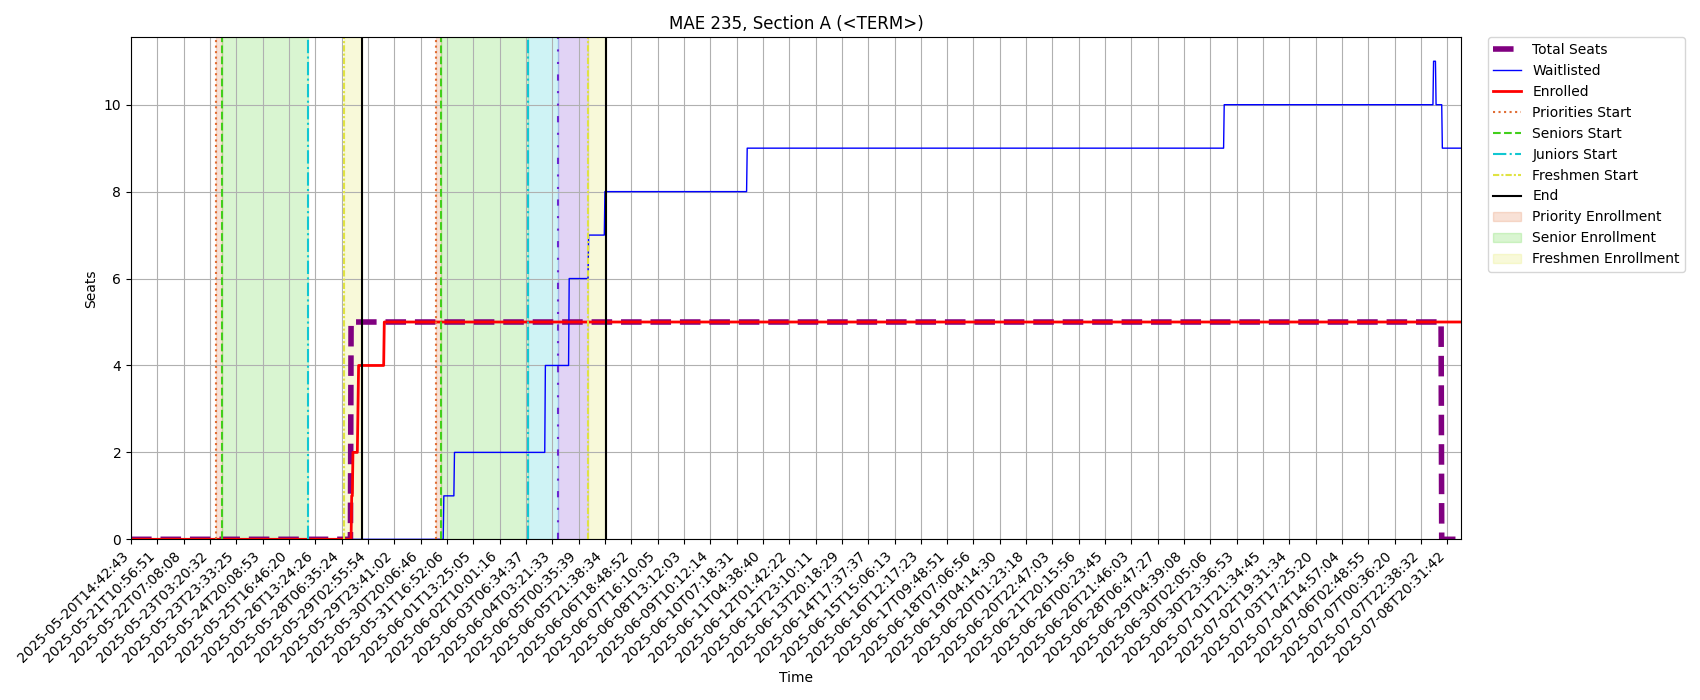 MAE 235, Section A (<TERM>)
Total Seats
Waitlisted
Enrolled
Priorities Start
Seniors Start
Juniors Start
Freshmen Start
End
Priority Enrollment
Senior Enrollment
Freshmen Enrollment
Seats
10
8
6
4
2
0
2025-05-20T14:42:43
2025-05-21T10:56:51
2025-05-22T07:08:08
2025-05-23T03:20:32
2025-05-23T23:33:25
2025-05-24T20:08:53
2025-05-25T16:46:20
2025-05-26T13:24:26
2025-05-28T06:35:24
2025-05-29T02:55:54
2025-05-29T23:41:02
2025-05-30T20:06:46
2025-05-31T16:52:06
2025-06-01T13:25:05
2025-06-02T10:01:16
2025-06-03T06:34:37
2025-06-04T03:21:33
2025-06-05T00:35:39
2025-06-05T21:38:34
2025-06-06T18:48:52
2025-06-07T16:10:05
2025-06-08T13:12:03
2025-06-09T10:12:14
2025-06-10T07:18:31
2025-06-11T04:38:40
2025-06-12T01:42:22
2025-06-12T23:10:11
2025-06-13T20:18:29
2025-06-14T17:37:37
2025-06-15T15:06:13
2025-06-16T12:17:23
2025-06-17T09:48:51
2025-06-18T07:06:56
2025-06-19T04:14:30
2025-06-20T01:23:18
2025-06-20T22:47:03
2025-06-21T20:15:56
2025-06-26T00:23:45
2025-06-26T21:46:03
2025-06-28T06:47:27
2025-06-29T04:39:08
2025-06-30T02:05:06
2025-06-30T23:36:53
2025-07-01T21:34:45
2025-07-02T19:31:34
2025-07-03T17:25:20
2025-07-04T14:57:04
2025-07-06T02:48:55
2025-07-07T00:36:20
2025-07-07T22:38:32
2025-07-08T20:31:42
Time